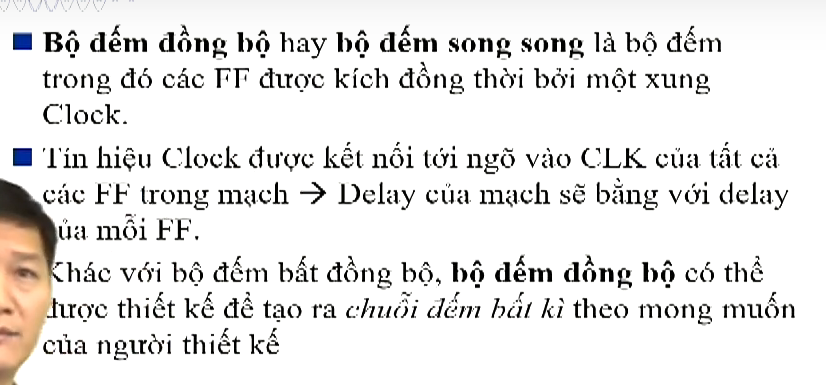 Bộ đếm đồng bộ hay bộ đếm song song là bộ đếm
trong đó các FF được kích đồng thời bởi một xung
Clock.
Tín hiệu Clock được kết nối tới ngõ vào CLK của tất cả
các FF trong mạch → Delay của mạch sẽ bằng với delay
ủa mỗi FF.
Khác với bộ đếm bất đồng bộ, bộ đếm đồng bộ có thể
được thiết kế để tạo ra chuỗi đếm bất kì theo mong muốn
của người thiết kế